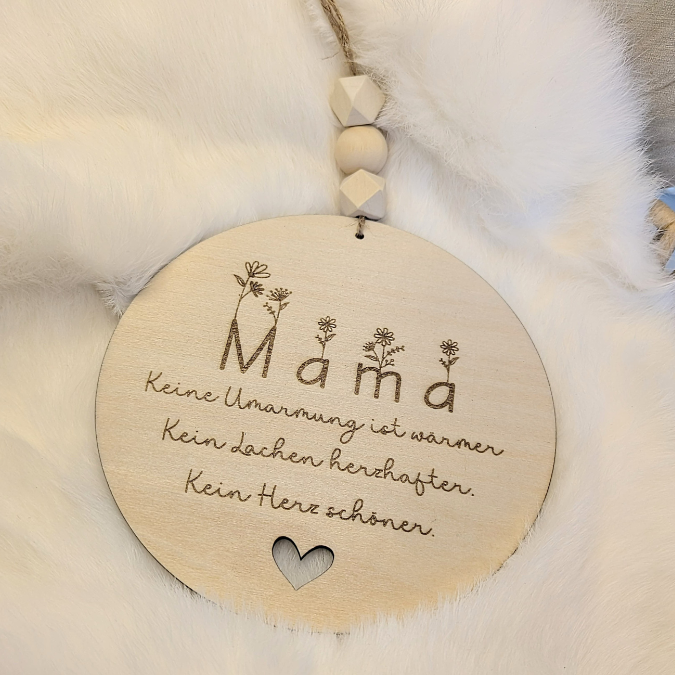 Mama
Keine Umarmung ist wärmer
Kein Lachen herzhafter.
Kein Herz schöner.